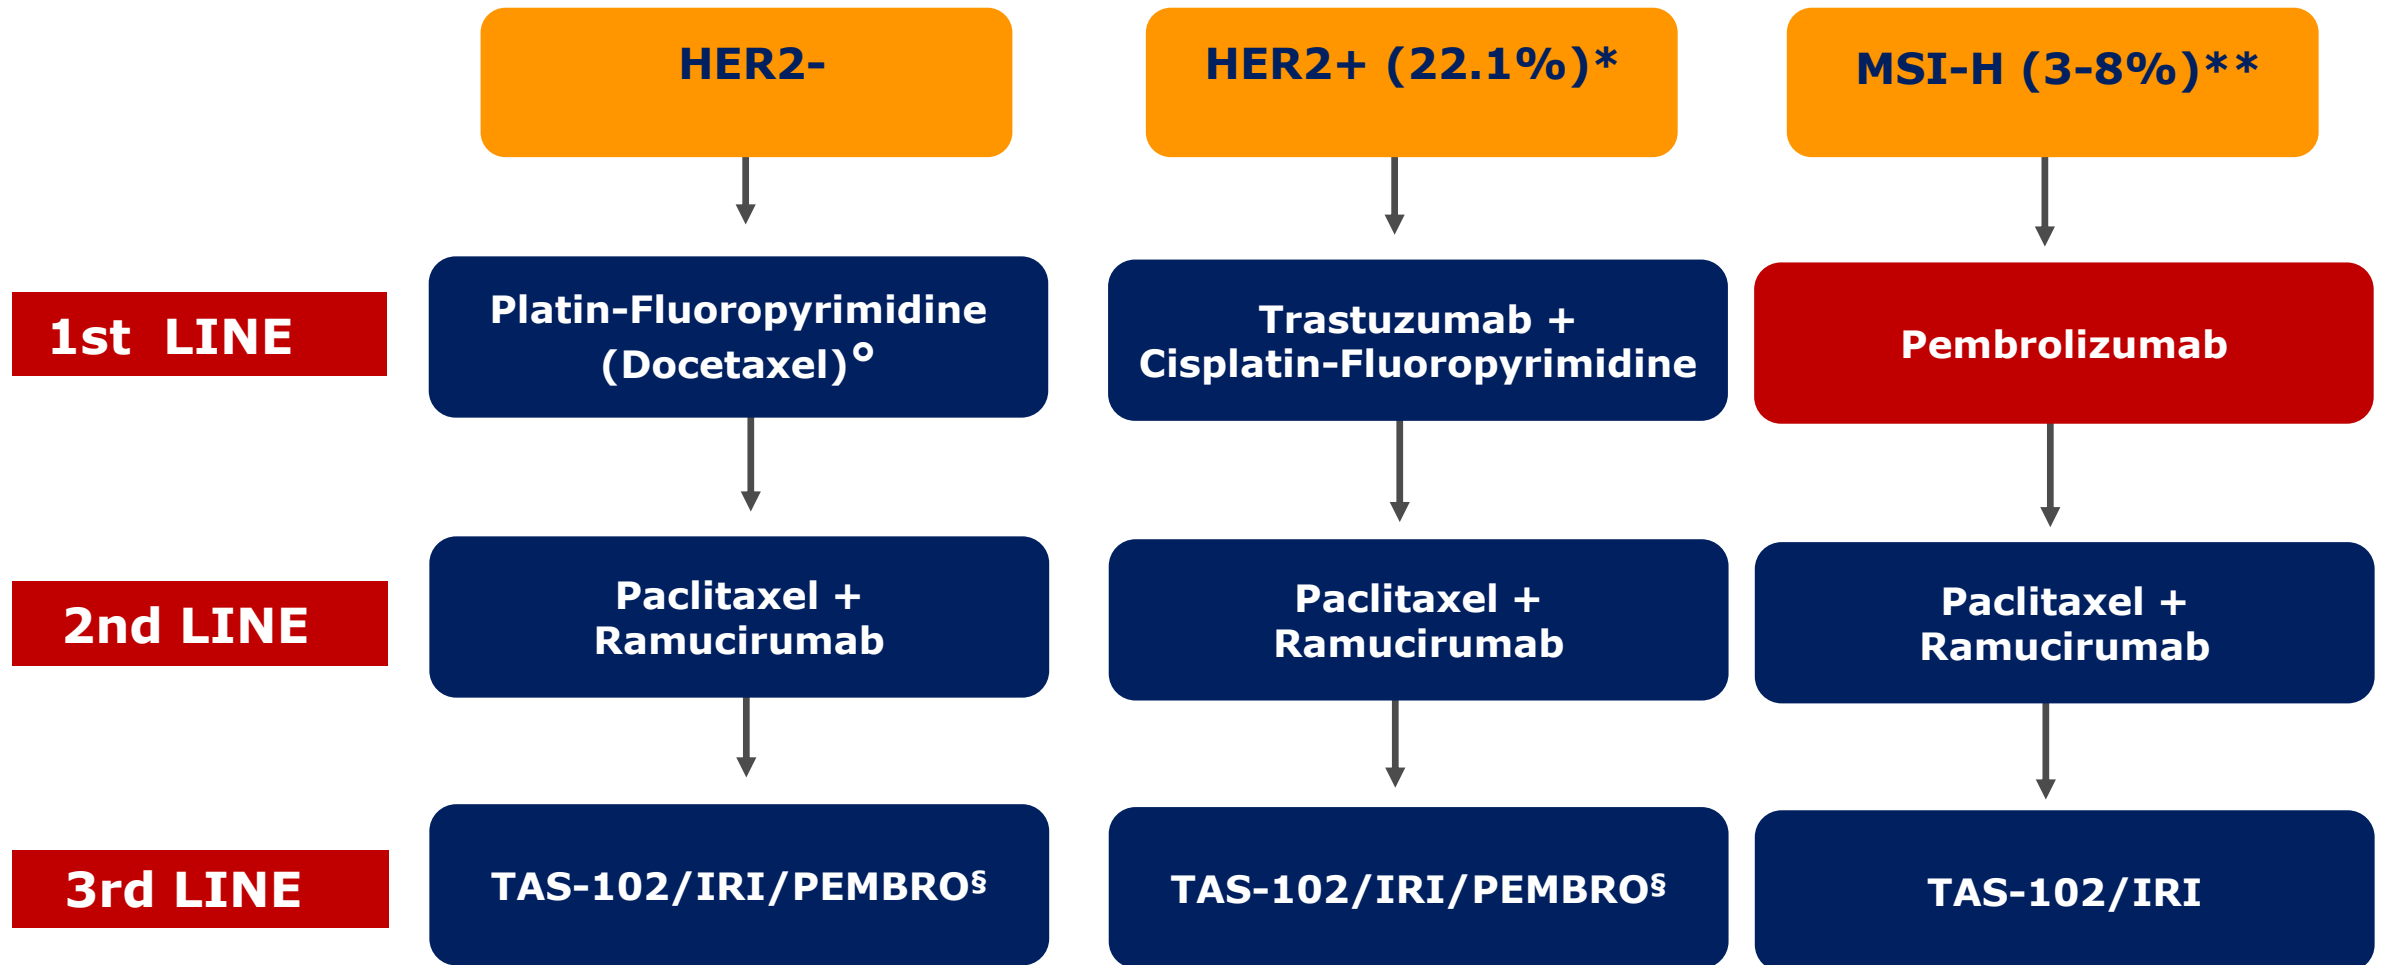 HER2-
HER2+ (22.1%)*
MSI-H (3-8%)**
1st LINE
Platin-Fluoropyrimidine
(Docetaxel)°
Trastuzumab +
Cisplatin-Fluoropyrimidine
Pembrolizumab
2nd LINE
Paclitaxel +
Ramucirumab
Paclitaxel +
Ramucirumab
Paclitaxel +
Ramucirumab
3rd LINE
TAS-102/IRI/PEMBRO§
TAS-102/IRI/PEMBRO§
TAS-102/IRI